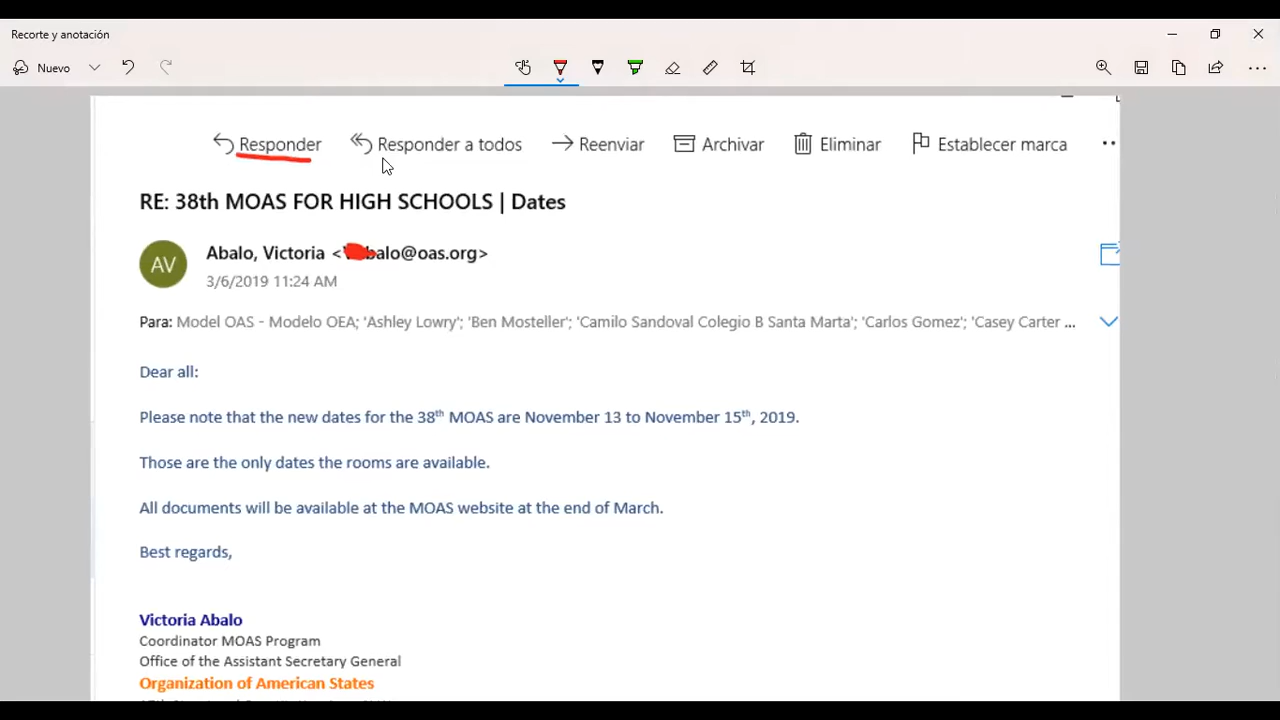 Recorte y anotación
Nuevo
Responder Responder a todos Reenviar Archivar Eliminar Establecer marca
RE: 38th MOAS FOR HIGH SCHOOLS | Dates
AV
Abalo, Victoria < balo@oas.org>
3/6/2019 11:24 AM
Para: Model OAS - Modelo OEA; 'Ashley Lowry'; 'Ben Mosteller'; 'Camilo Sandoval Colegio B Santa Marta'; 'Carlos Gomez'; 'Casey Carter ...
Dear all:
Please note that the new dates for the 38th MOAS are November 13 to November 15th, 2019.
Those are the only dates the rooms are available.
All documents will be available at the MOAS website at the end of March.
Best regards,
Victoria Abalo
Coordinator MOAS Program
Office of the Assistant Secretary General
Organization of American States